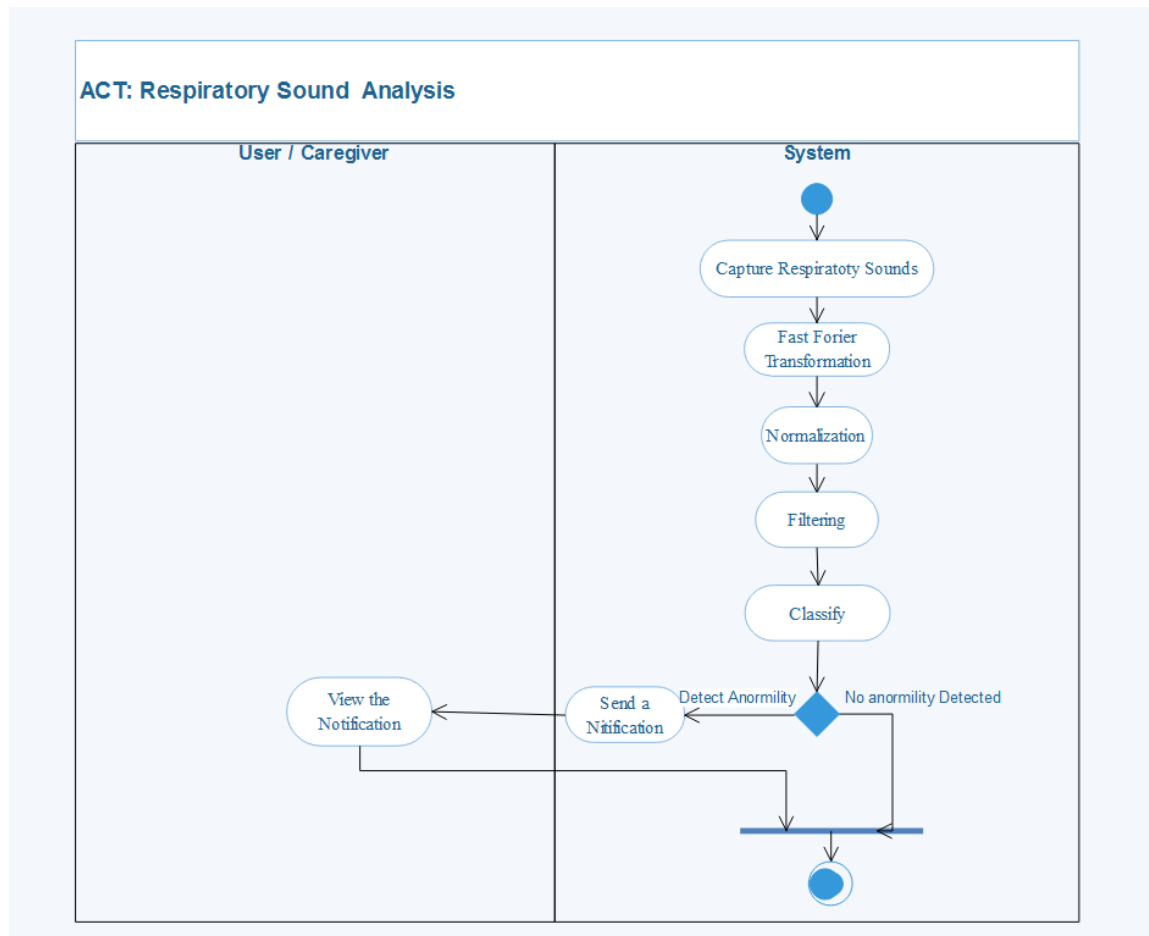 ACT: Respiratory Sound Analysis
User / Caregiver
System
Capture Respiratoty Sounds
Fast Forier
Transformation
Normalization
Filtering
Classify
View the
Notification
Send a
Nitification
Detect Anormility
No anormility Detected